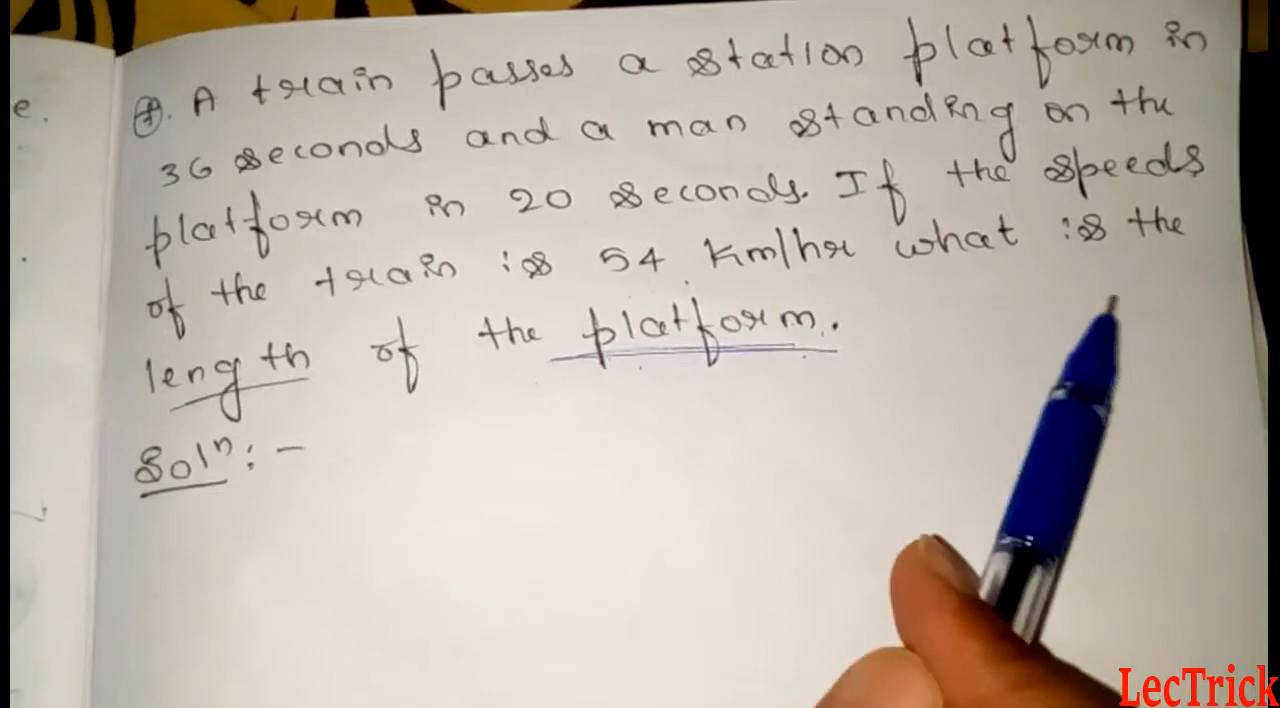 e.
⊕. A train passes a station platform in
36 seconds and a man standing on the
platform in 20 seconds. If the speeds
of the train is 54 km/hr what is the
length of the platform.
Solⁿ: -
LecTrick